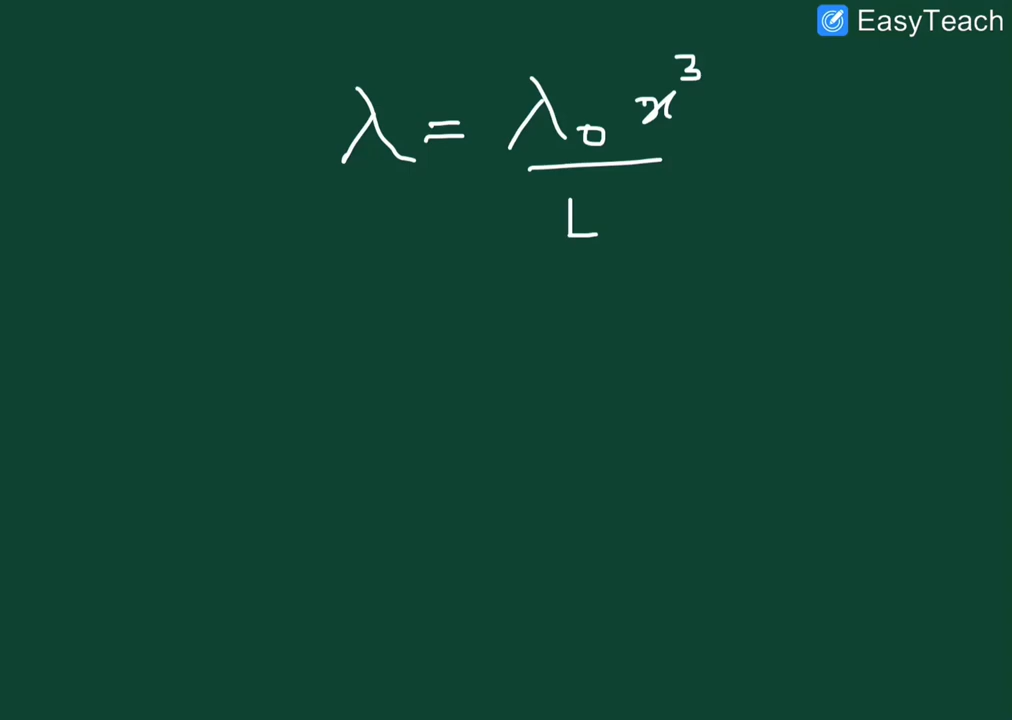 EasyTeach
λ = λ₀ x³
L